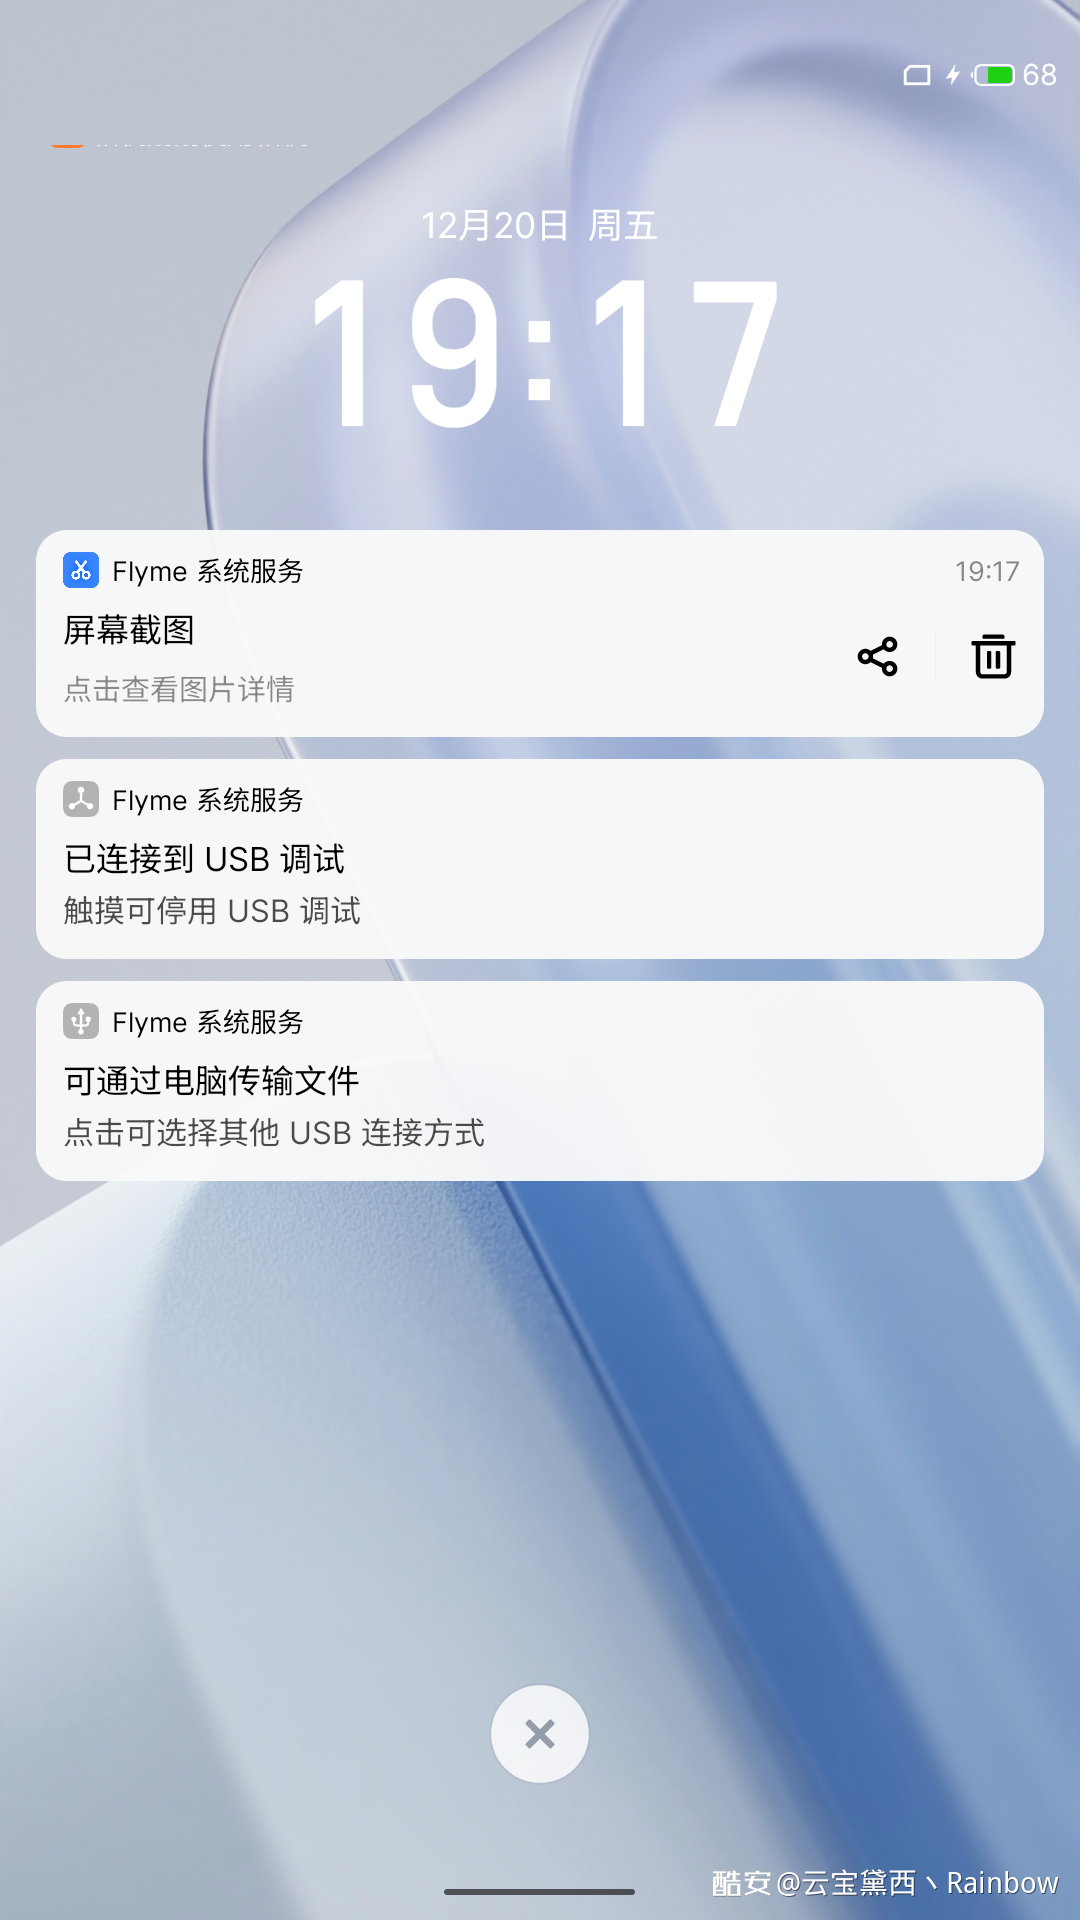 68
12月20日 周五
19:17
Flyme 系统服务
19:17
屏幕截图
点击查看图片详情
Flyme 系统服务
已连接到 USB 调试
触摸可停用 USB 调试
Flyme 系统服务
可通过电脑传输文件
点击可选择其他 USB 连接方式
酷安 @云宝黛西丶Rainbow